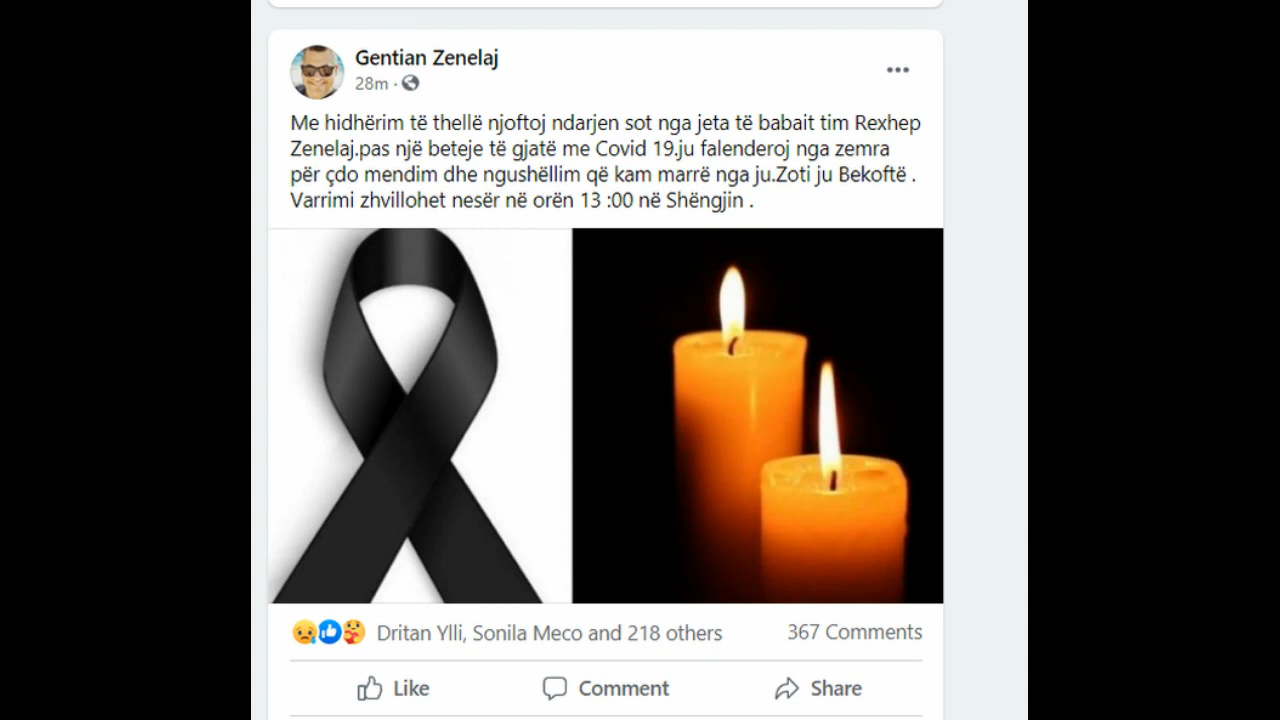 Gentian Zenelaj
28m ·
Me hidhërim të thellë njoftoj ndarjen sot nga jeta të babait tim Rexhep
Zenelaj.pas një beteje të gjatë me Covid 19.ju falenderoj nga zemra
për çdo mendim dhe ngushëllim që kam marrë nga ju.Zoti ju Bekoftë .
Varrimi zhvillohet nesër në orën 13 :00 në Shëngjin .
Dritan Ylli, Sonila Meco and 218 others 367 Comments
Like Comment Share